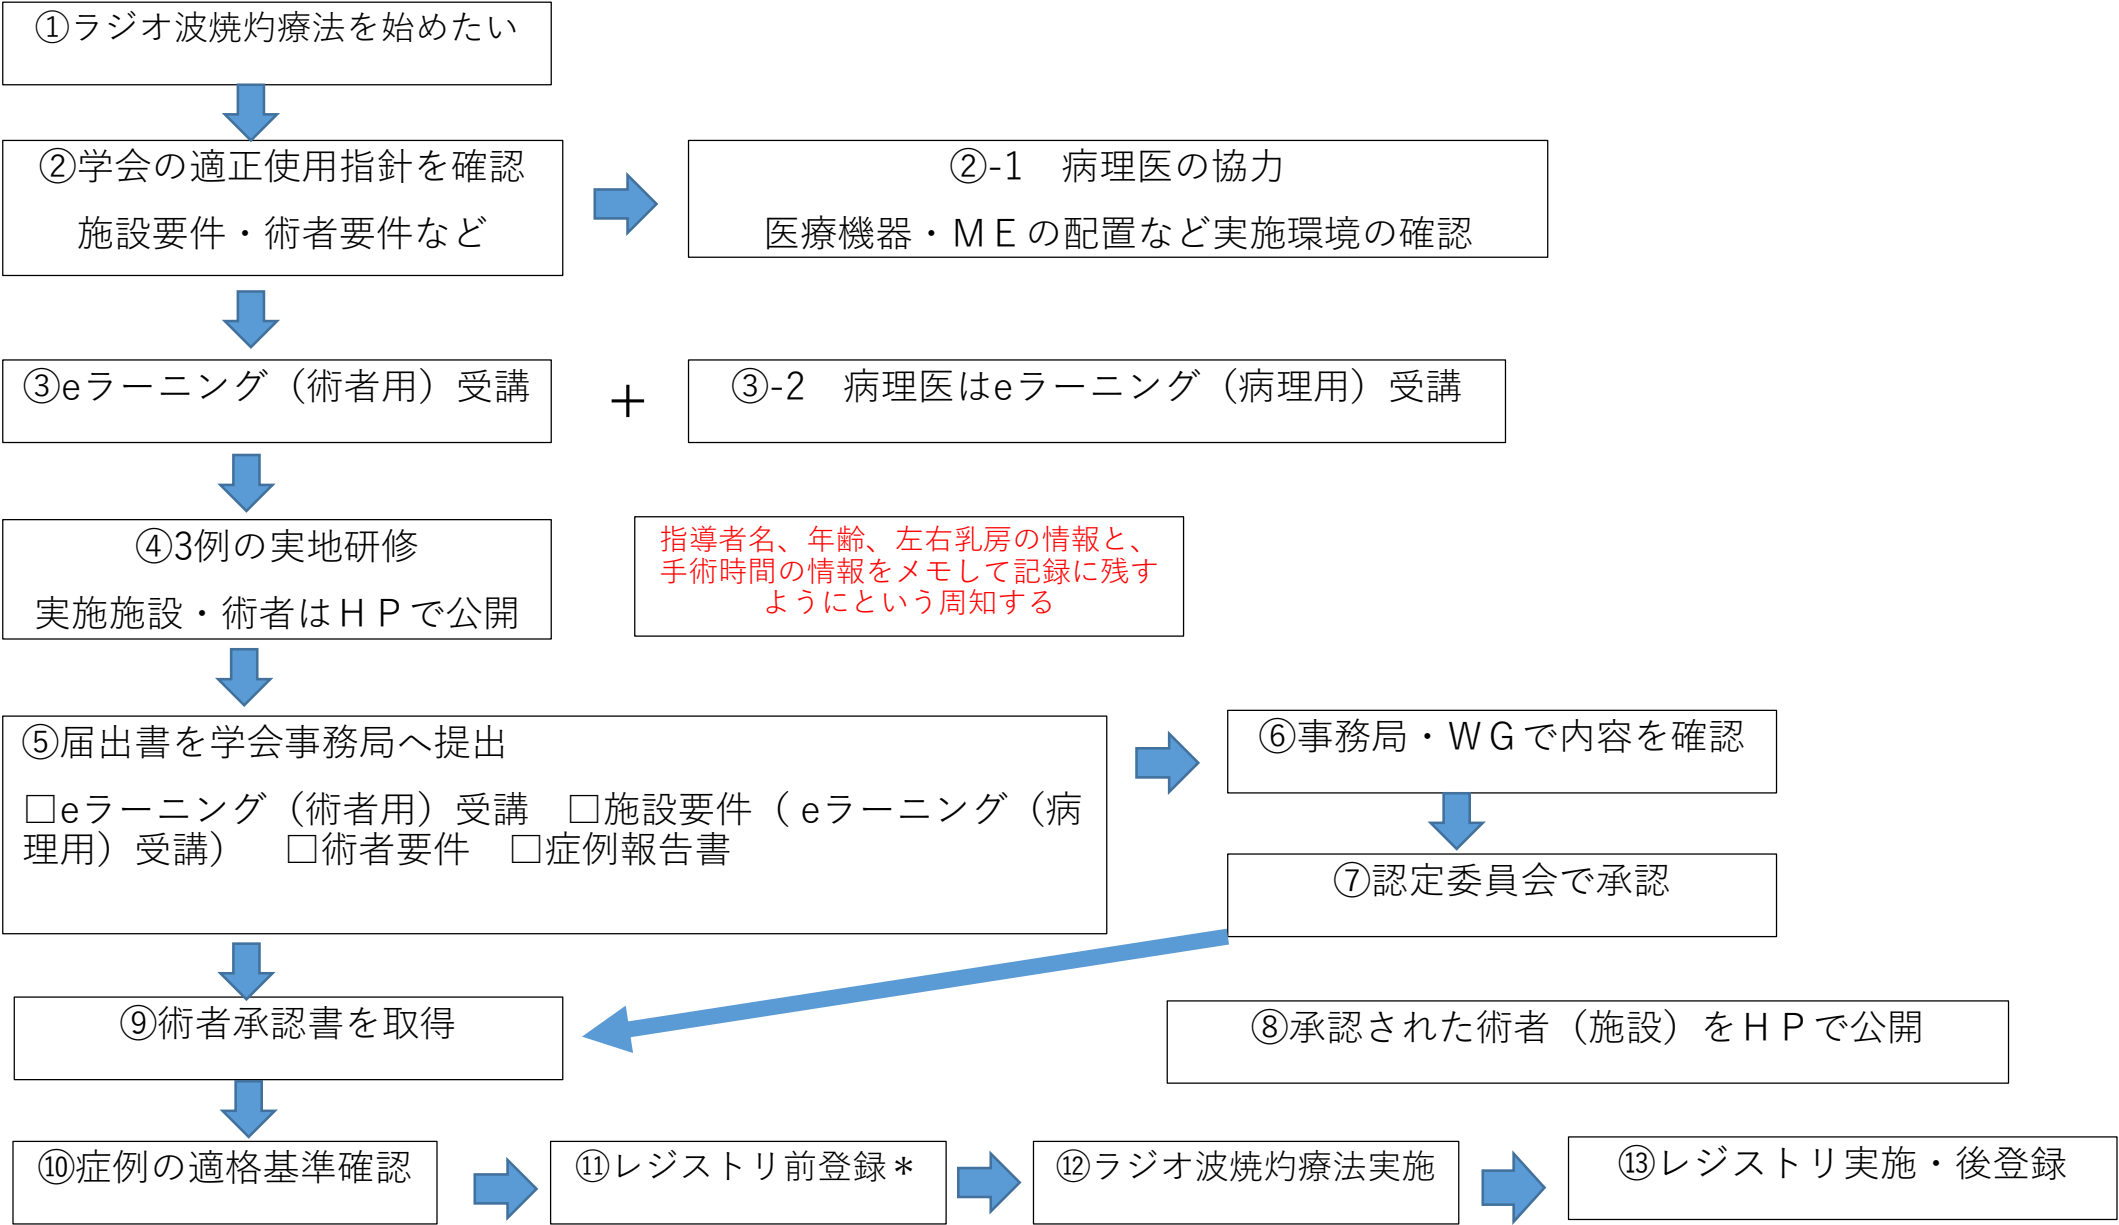 ①ラジオ波焼灼療法を始めたい
②学会の適正使用指針を確認
施設要件・術者要件など
②-1　病理医の協力
医療機器・ＭＥの配置など実施環境の確認
③eラーニング（術者用）受講
＋
③-2　病理医はeラーニング（病理用）受講
④3例の実地研修
実施施設・術者はＨＰで公開
指導者名、年齢、左右乳房の情報と、
手術時間の情報をメモして記録に残す
ようにという周知する
⑤届出書を学会事務局へ提出
□eラーニング（術者用）受講　□施設要件（ eラーニング（病
理用）受講）　□術者要件　□症例報告書
⑥事務局・ＷＧで内容を確認
⑦認定委員会で承認
⑨術者承認書を取得
⑧承認された術者（施設）をＨＰで公開
⑩症例の適格基準確認
⑪レジストリ前登録＊
⑫ラジオ波焼灼療法実施
⑬レジストリ実施・後登録